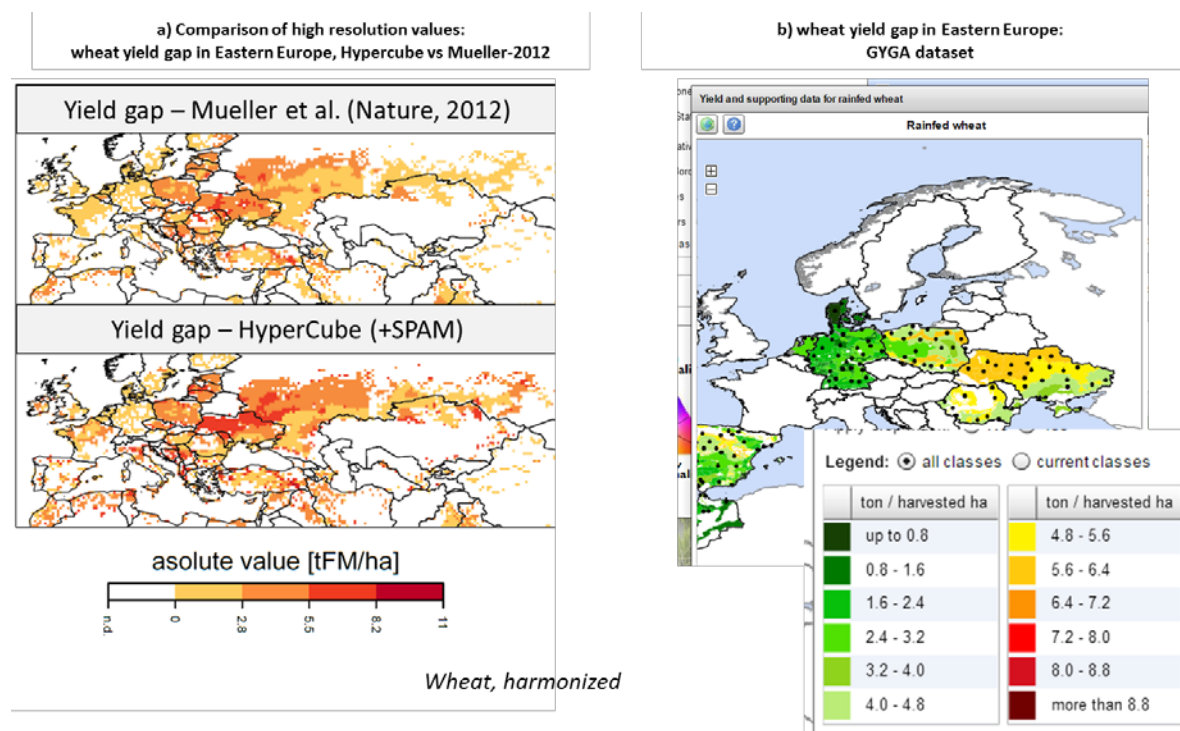 a) Comparison of high resolution values:
wheat yield gap in Eastern Europe, Hypercube vs Mueller-2012
Yield gap – Mueller et al. (Nature, 2012)
Yield gap – HyperCube (+SPAM)
asolute value [tFM/ha]
n.d.
0
2.8
5.5
8.2
11
Wheat, harmonized
b) wheat yield gap in Eastern Europe:
GYGA dataset
Yield and supporting data for rainfed wheat
Rainfed wheat
Legend: all classes current classes
ton / harvested ha
up to 0.8
0.8 - 1.6
1.6 - 2.4
2.4 - 3.2
3.2 - 4.0
4.0 - 4.8
ton / harvested ha
4.8 - 5.6
5.6 - 6.4
6.4 - 7.2
7.2 - 8.0
8.0 - 8.8
more than 8.8